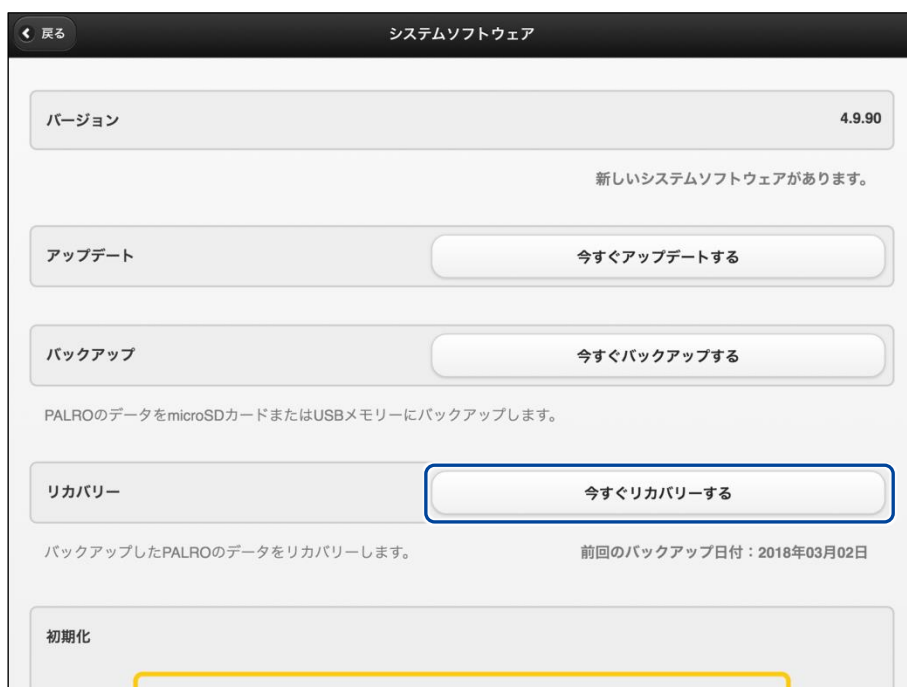 戻る
システムソフトウェア
バージョン 4.9.90
新しいシステムソフトウェアがあります。
アップデート 今すぐアップデートする
バックアップ 今すぐバックアップする
PALROのデータをmicroSDカードまたはUSBメモリーにバックアップします。
リカバリー 今すぐリカバリーする
バックアップしたPALROのデータをリカバリーします。 前回のバックアップ日付：2018年03月02日
初期化